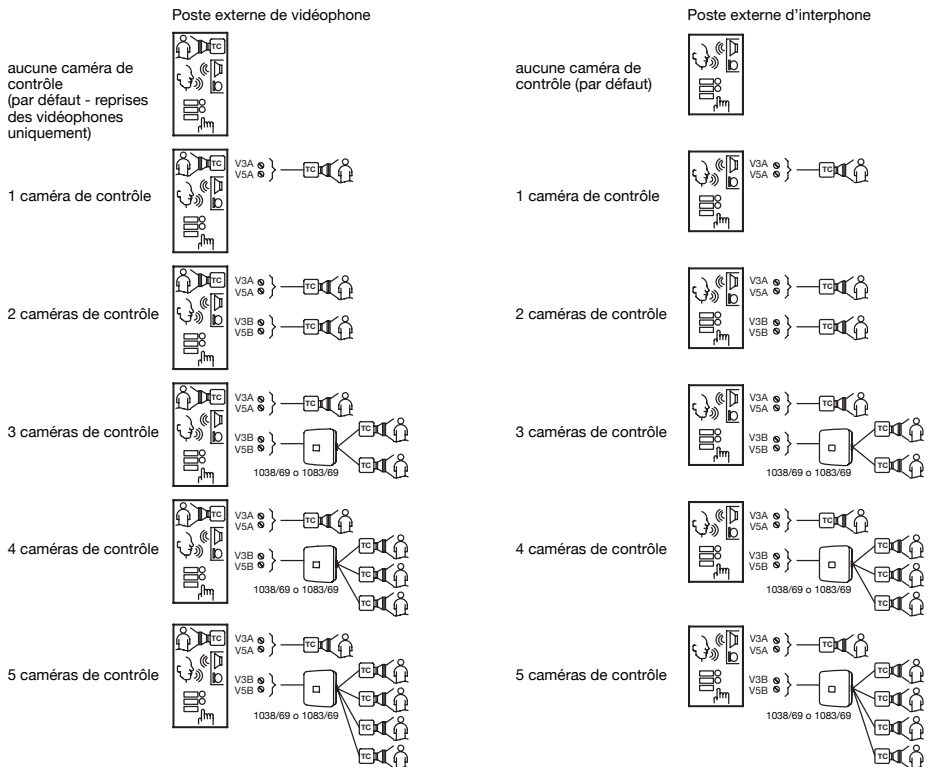 Poste externe de vidéophone
TC
aucune caméra de
contrôle
(par défaut - reprises
des vidéophones
uniquement)
TC
1 caméra de contrôle
V3A
V5A
TC
TC
2 caméras de contrôle
V3A
V5A
TC
V3B
V5B
TC
TC
3 caméras de contrôle
V3A
V5A
TC
V3B
V5B
TC
TC
1038/69 o 1083/69
TC
4 caméras de contrôle
V3A
V5A
TC
V3B
V5B
TC
TC
TC
1038/69 o 1083/69
TC
5 caméras de contrôle
V3A
V5A
TC
V3B
V5B
TC
TC
TC
TC
1038/69 o 1083/69
Poste externe d'interphone
aucune caméra de
contrôle (par défaut)
1 caméra de contrôle
V3A
V5A
TC
2 caméras de contrôle
V3A
V5A
TC
V3B
V5B
TC
3 caméras de contrôle
V3A
V5A
TC
V3B
V5B
TC
TC
1038/69 o 1083/69
4 caméras de contrôle
V3A
V5A
TC
V3B
V5B
TC
TC
TC
1038/69 o 1083/69
5 caméras de contrôle
V3A
V5A
TC
V3B
V5B
TC
TC
TC
TC
1038/69 o 1083/69